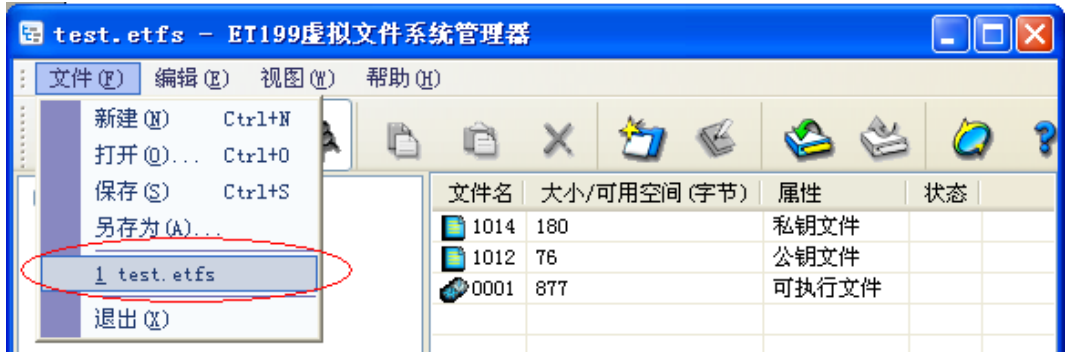 test.etfs - ET199虚拟文件系统管理器
文件(F) 编辑(E) 视图(W) 帮助(H)
新建(N) Ctrl+N
打开(O)... Ctrl+O
保存(S) Ctrl+S
另存为(A)...
1 test.etfs
退出(X)
文件名 大小/可用空间(字节) 属性 状态
1014 180 私钥文件
1012 76 公钥文件
0001 877 可执行文件